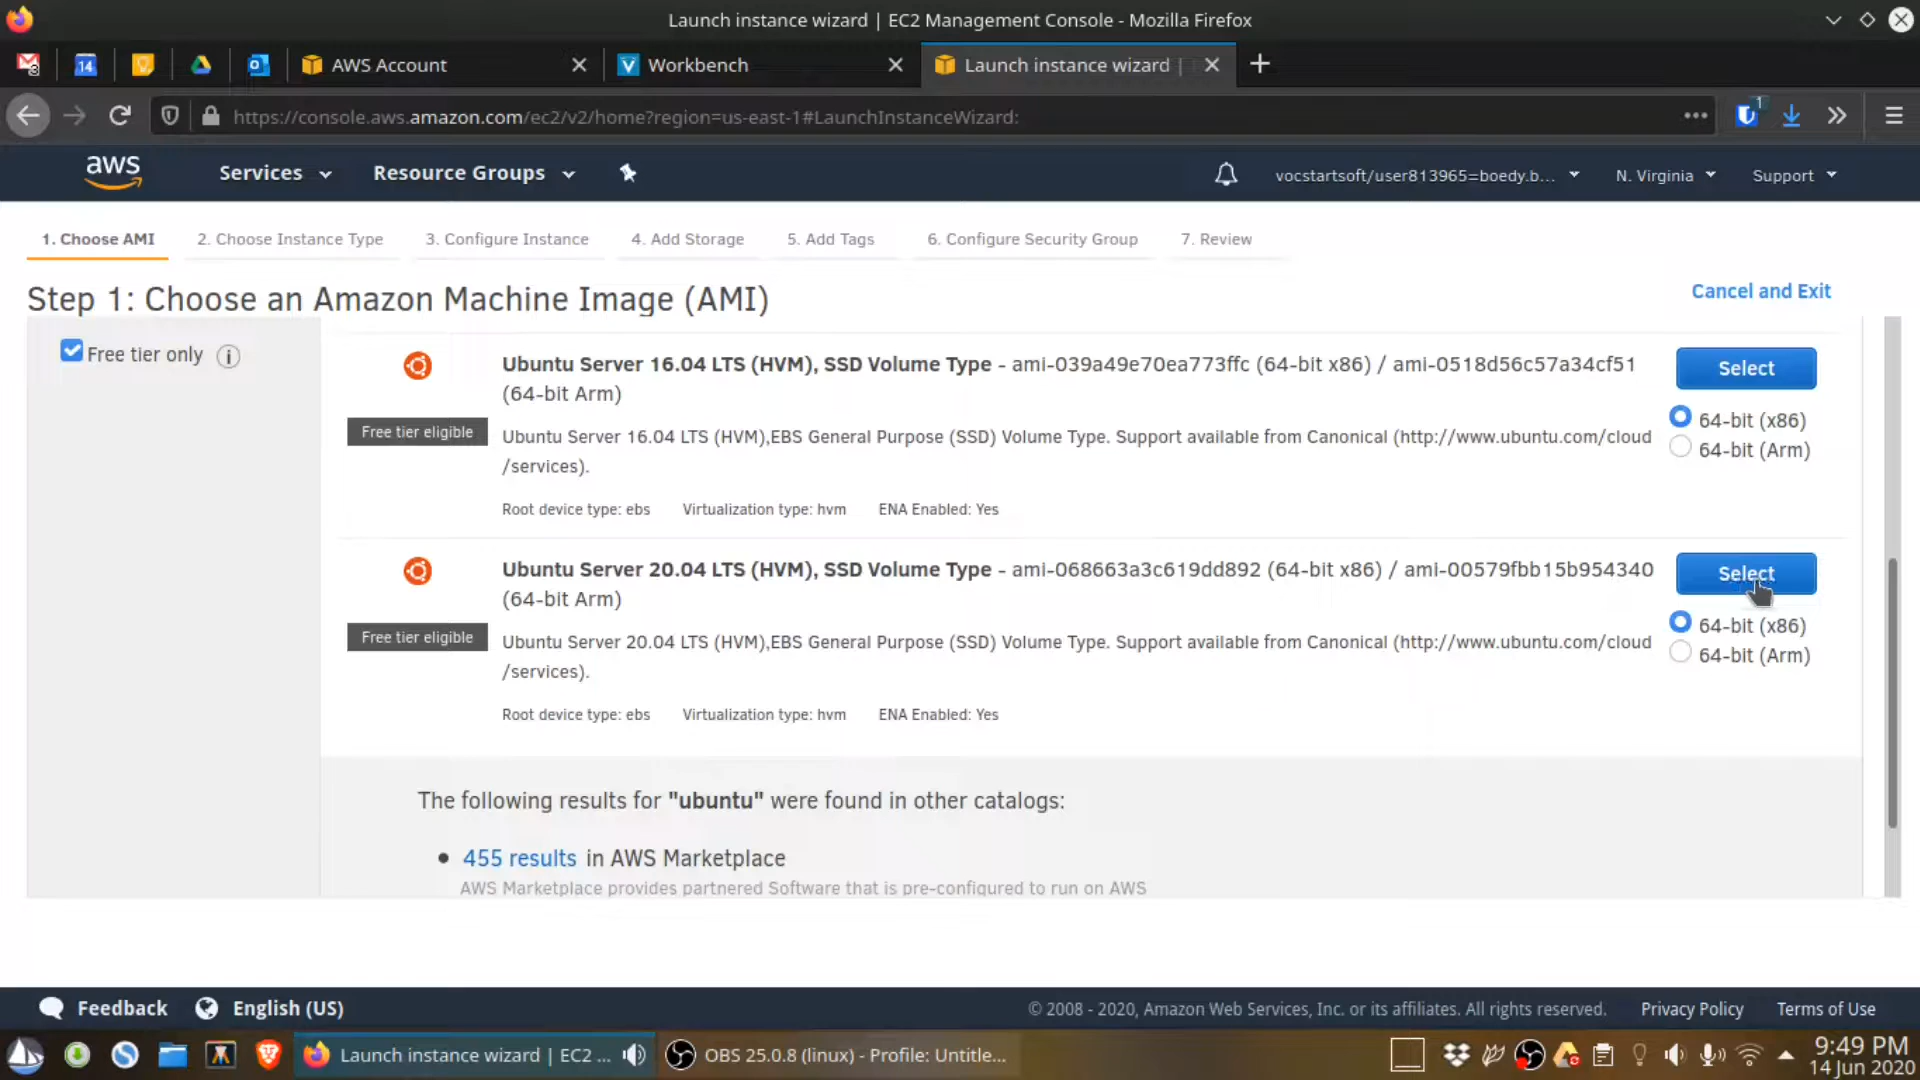 Launch instance wizard | EC2 Management Console - Mozilla Firefox
3 14 AWS Account Workbench Launch instance wizard |
https://console.aws.amazon.com/ec2/v2/home?region=us-east-1#LaunchInstanceWizard: 1
aws Services Resource Groups vocstartsoft/user813965=boedy.b... N. Virginia Support
1. Choose AMI 2. Choose Instance Type 3. Configure Instance 4. Add Storage 5. Add Tags 6. Configure Security Group 7. Review
Step 1: Choose an Amazon Machine Image (AMI) Cancel and Exit
Free tier only i
Ubuntu Server 16.04 LTS (HVM), SSD Volume Type - ami-039a49e70ea773ffc (64-bit x86) / ami-0518d56c57a34cf51 Select
(64-bit Arm)
64-bit (x86)
Free tier eligible Ubuntu Server 16.04 LTS (HVM),EBS General Purpose (SSD) Volume Type. Support available from Canonical (http://www.ubuntu.com/cloud
64-bit (Arm)
/services).
Root device type: ebs Virtualization type: hvm ENA Enabled: Yes
Ubuntu Server 20.04 LTS (HVM), SSD Volume Type - ami-068663a3c619dd892 (64-bit x86) / ami-00579fbb15b954340 Select
(64-bit Arm)
64-bit (x86)
Free tier eligible Ubuntu Server 20.04 LTS (HVM),EBS General Purpose (SSD) Volume Type. Support available from Canonical (http://www.ubuntu.com/cloud
64-bit (Arm)
/services).
Root device type: ebs Virtualization type: hvm ENA Enabled: Yes
The following results for "ubuntu" were found in other catalogs:
455 results in AWS Marketplace
AWS Marketplace provides partnered Software that is pre-configured to run on AWS
Feedback English (US) © 2008 - 2020, Amazon Web Services, Inc. or its affiliates. All rights reserved. Privacy Policy Terms of Use
Launch instance wizard | EC2 ... OBS 25.0.8 (linux) - Profile: Untitle... 9:49 PM
14 Jun 2020